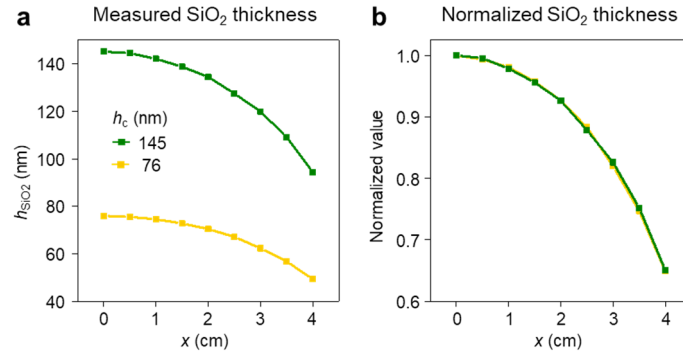 a Measured SiO₂ thickness
140
120
100
80
60
40
h_SiO2 (nm)
h_c (nm)
145
76
0 1 2 3 4
x (cm)
b Normalized SiO₂ thickness
1.0
0.9
0.8
0.7
0.6
Normalized value
0 1 2 3 4
x (cm)